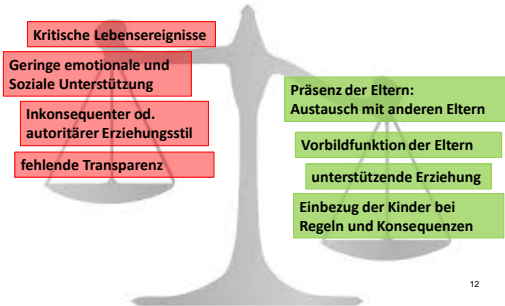 Kritische Lebensereignisse
Geringe emotionale und
Soziale Unterstützung
Inkonsequenter od.
autoritärer Erziehungsstil
fehlende Transparenz
Präsenz der Eltern:
Austausch mit anderen Eltern
Vorbildfunktion der Eltern
unterstützende Erziehung
Einbezug der Kinder bei
Regeln und Konsequenzen
12